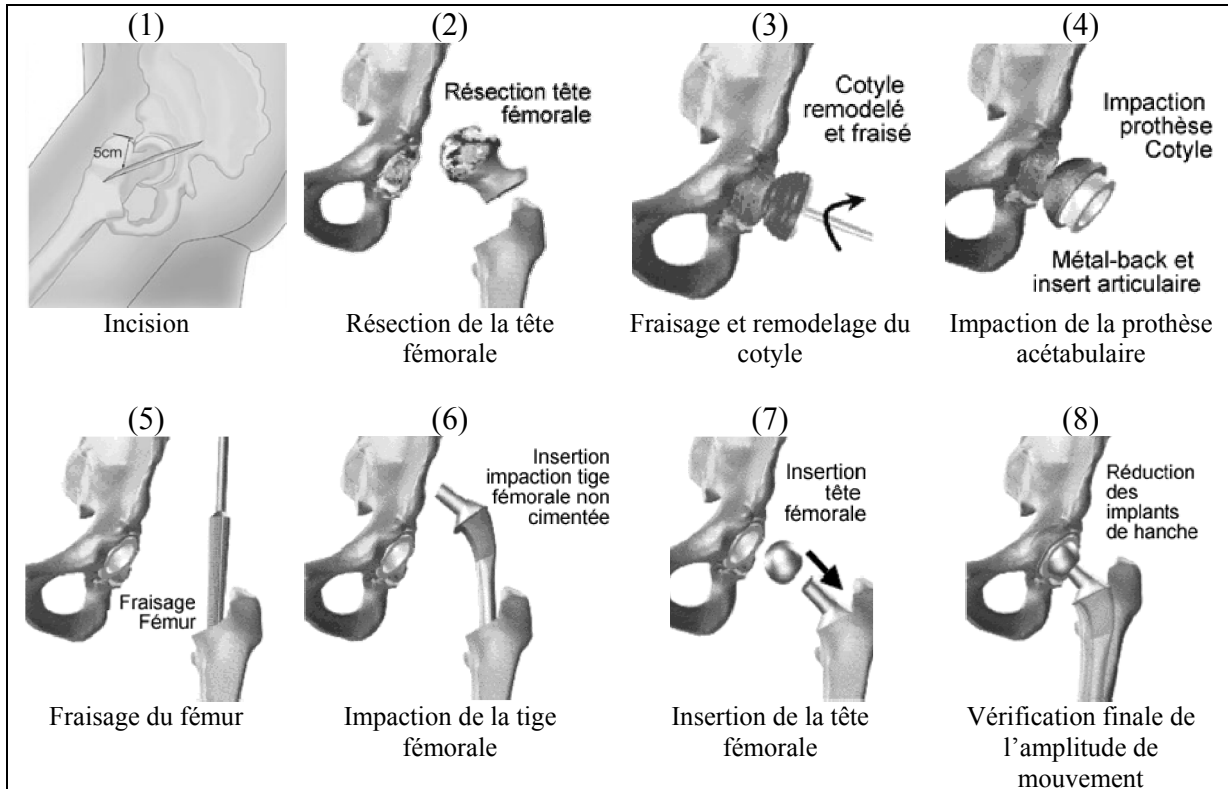 (1)
5cm
Incision
(2)
Résection tête
fémorale
Résection de la tête
fémorale
(3)
Cotyle
remodelé
et fraisé
Fraisage et remodelage du
cotyle
(4)
Impaction
prothèse
Cotyle
Métal-back et
insert articulaire
Impaction de la prothèse
acétabulaire
(5)
Fraisage
Fémur
Fraisage du fémur
(6)
Insertion
impaction tige
fémorale non
cimentée
Impaction de la tige
fémorale
(7)
Insertion
tête
fémorale
Insertion de la tête
fémorale
(8)
Réduction
des
implants
de hanche
Vérification finale de
l’amplitude de
mouvement